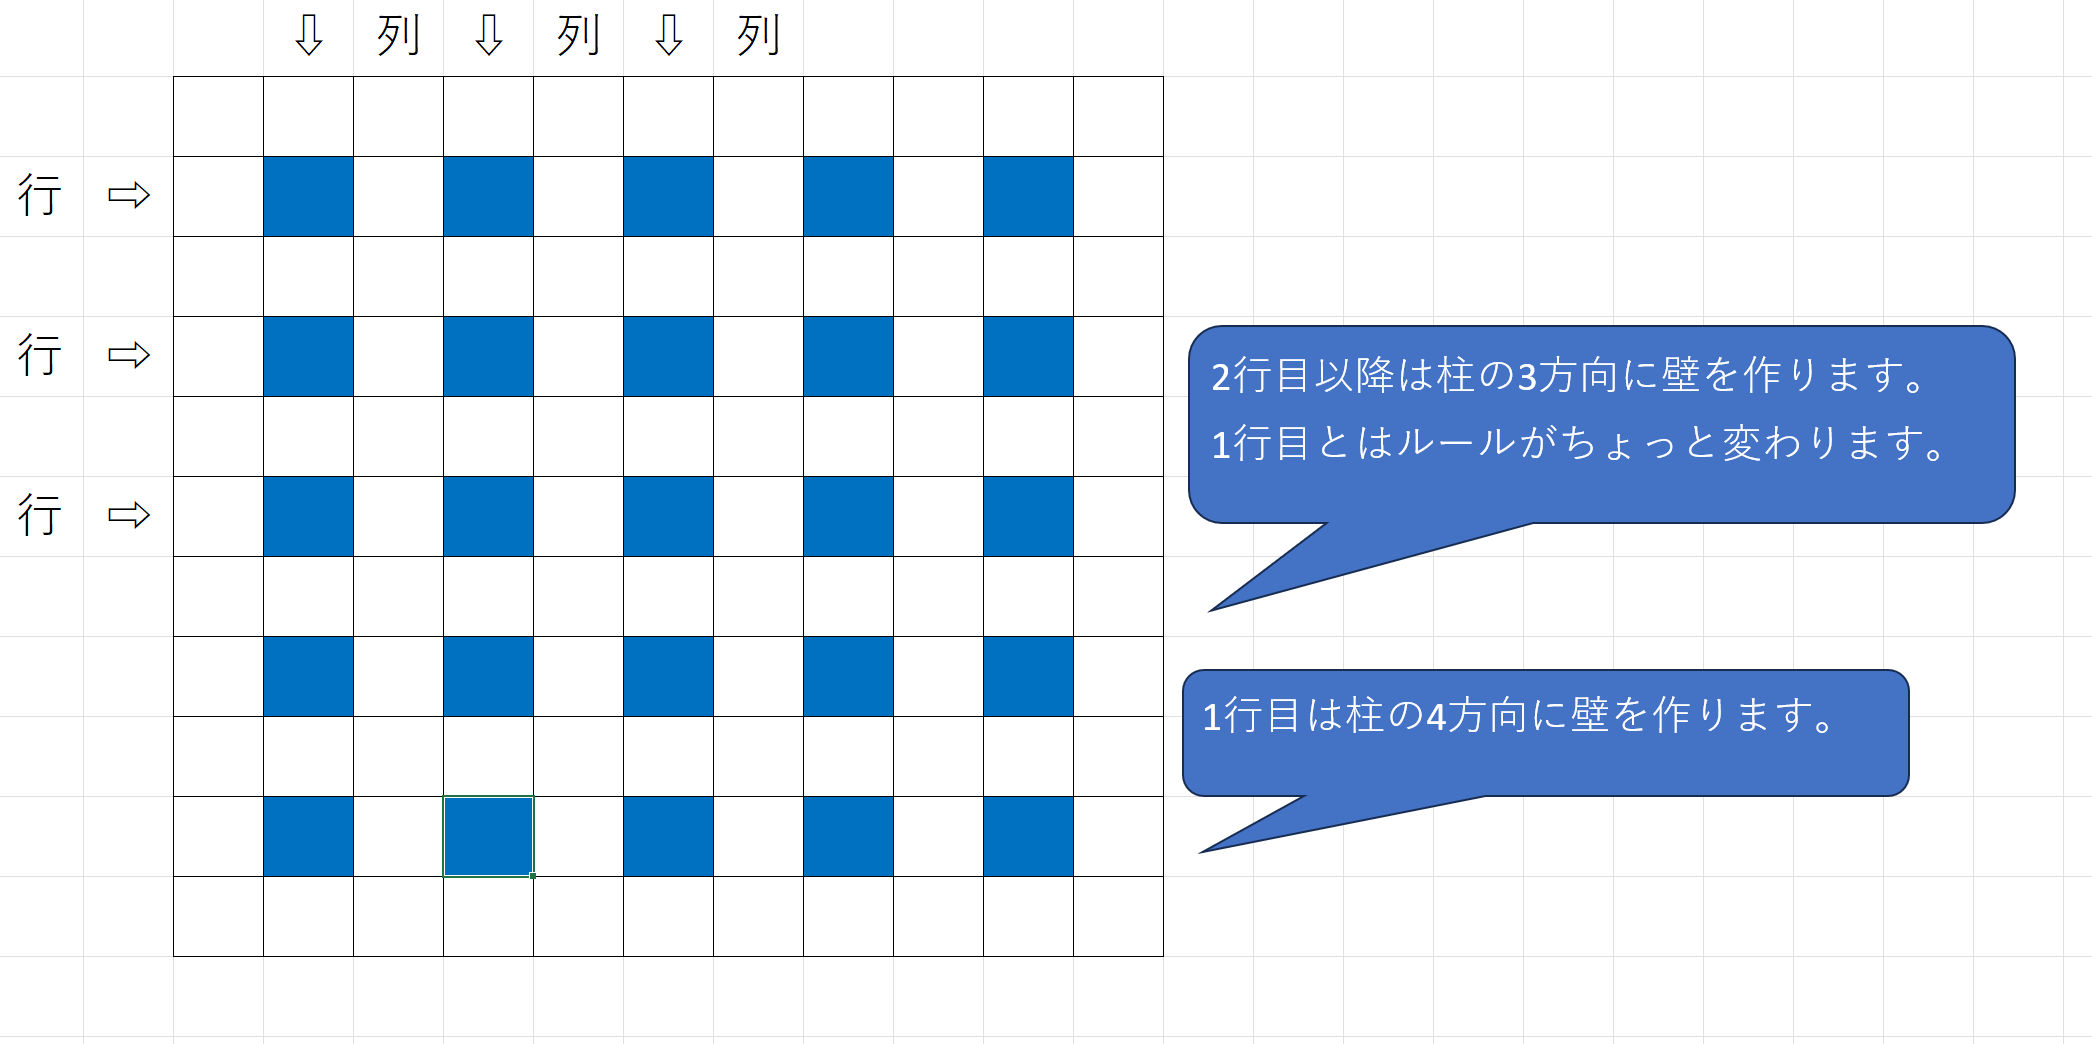 ⇩ 列 ⇩ 列 ⇩ 列
行 ⇨
行 ⇨
行 ⇨
2行目以降は柱の3方向に壁を作ります。
1行目とはルールがちょっと変わります。
1行目は柱の4方向に壁を作ります。